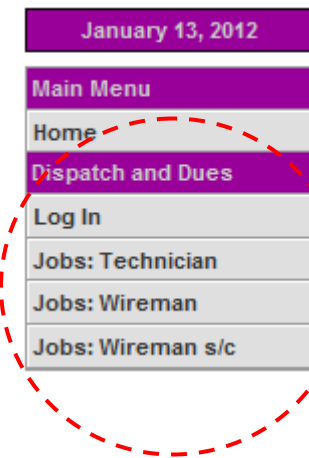 January 13, 2012
Main Menu
Home
Dispatch and Dues
Log In
Jobs: Technician
Jobs: Wireman
Jobs: Wireman s/c